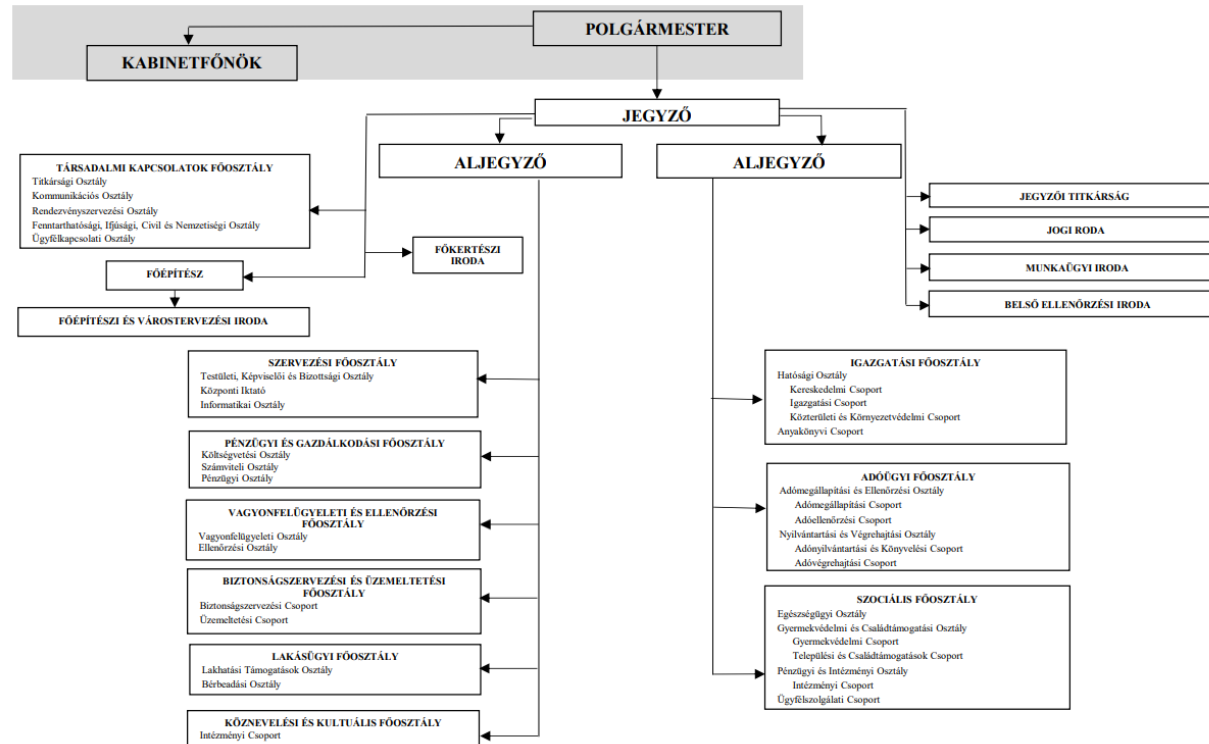 POLGÁRMESTER
KABINETFŐNÖK
JEGYZŐ
ALJEGYZŐ
ALJEGYZŐ
TÁRSADALMI KAPCSOLATOK FŐOSZTÁLY
Titkársági Osztály
Kommunikációs Osztály
Rendezvényszervezési Osztály
Fenntarthatósági, Ifjúsági, Civil és Nemzetiségi Osztály
Ügyfélkapcsolati Osztály
FŐKERTÉSZI
IRODA
FŐÉPÍTÉSZ
FŐÉPÍTÉSZI ÉS VÁROSTERVEZÉSI IRODA
JEGYZŐI TITKÁRSÁG
JOGI RODA
MUNKAÜGYI IRODA
BELSŐ ELLENŐRZÉSI IRODA
SZERVEZÉSI FŐOSZTÁLY
Testületi, Képviselői és Bizottsági Osztály
Központi Iktató
Informatikai Osztály
PÉNZÜGYI ÉS GAZDÁLKODÁSI FŐOSZTÁLY
Költségvetési Osztály
Számviteli Osztály
Pénzügyi Osztály
VAGYONFELÜGYELETI ÉS ELLENŐRZÉSI
FŐOSZTÁLY
Vagyonfelügyeleti Osztály
Ellenőrzési Osztály
BIZTONSÁGSZERVEZÉSI ÉS ÜZEMELTETÉSI
FŐOSZTÁLY
Biztonságszervezési Csoport
Üzemeltetési Csoport
LAKÁSÜGYI FŐOSZTÁLY
Lakhatási Támogatások Osztály
Bérbeadási Osztály
KÖZNEVELÉSI ÉS KULTUÁLIS FŐOSZTÁLY
Intézményi Csoport
IGAZGATÁSI FŐOSZTÁLY
Hatósági Osztály
Kereskedelmi Csoport
Igazgatási Csoport
Közterületi és Környezetvédelmi Csoport
Anyakönyvi Csoport
ADÓÜGYI FŐOSZTÁLY
Adómegállapítási és Ellenőrzési Osztály
Adómegállapítási Csoport
Adóellenőrzési Csoport
Nyilvántartási és Végrehajtási Osztály
Adónyilvántartási és Könyvelési Csoport
Adóvégrehajtási Csoport
SZOCIÁLIS FŐOSZTÁLY
Egészségügyi Osztály
Gyermekvédelmi és Családtámogatási Osztály
Gyermekvédelmi Csoport
Települési és Családtámogatások Csoport
Pénzügyi és Intézményi Osztály
Intézményi Csoport
Ügyfélszolgálati Csoport